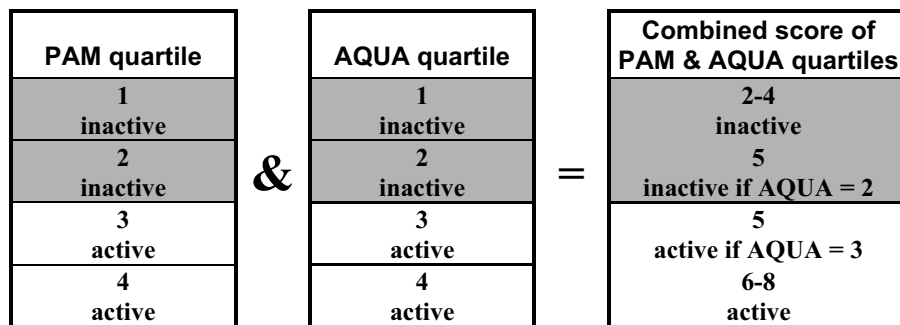 PAM quartile
1
inactive
2
inactive
3
active
4
active
&
AQUA quartile
1
inactive
2
inactive
3
active
4
active
=
Combined score of
PAM & AQUA quartiles
2-4
inactive
5
inactive if AQUA = 2
5
active if AQUA = 3
6-8
active